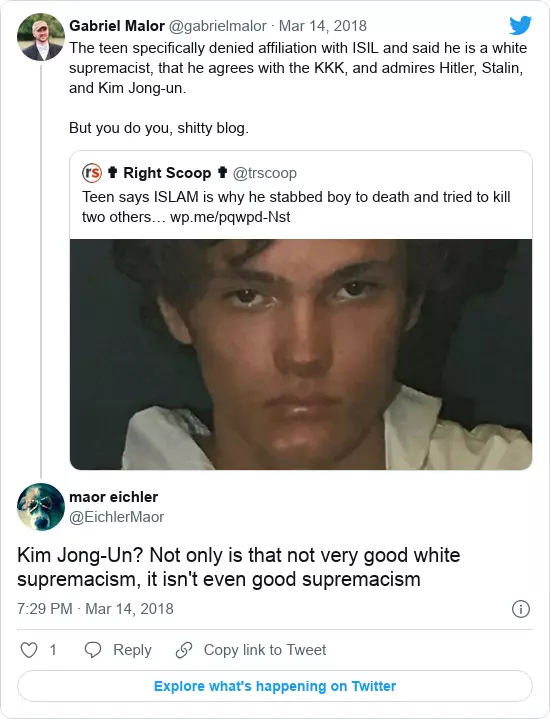 Gabriel Malor @gabrielmalor · Mar 14, 2018
The teen specifically denied affiliation with ISIL and said he is a white
supremacist, that he agrees with the KKK, and admires Hitler, Stalin,
and Kim Jong-un.
But you do you, shitty blog.
rs ✟ Right Scoop ✟ @trscoop
Teen says ISLAM is why he stabbed boy to death and tried to kill
two others… wp.me/pqwpd-Nst
maor eichler
@EichlerMaor
Kim Jong-Un? Not only is that not very good white
supremacism, it isn't even good supremacism
7:29 PM · Mar 14, 2018
1 Reply Copy link to Tweet
Explore what's happening on Twitter